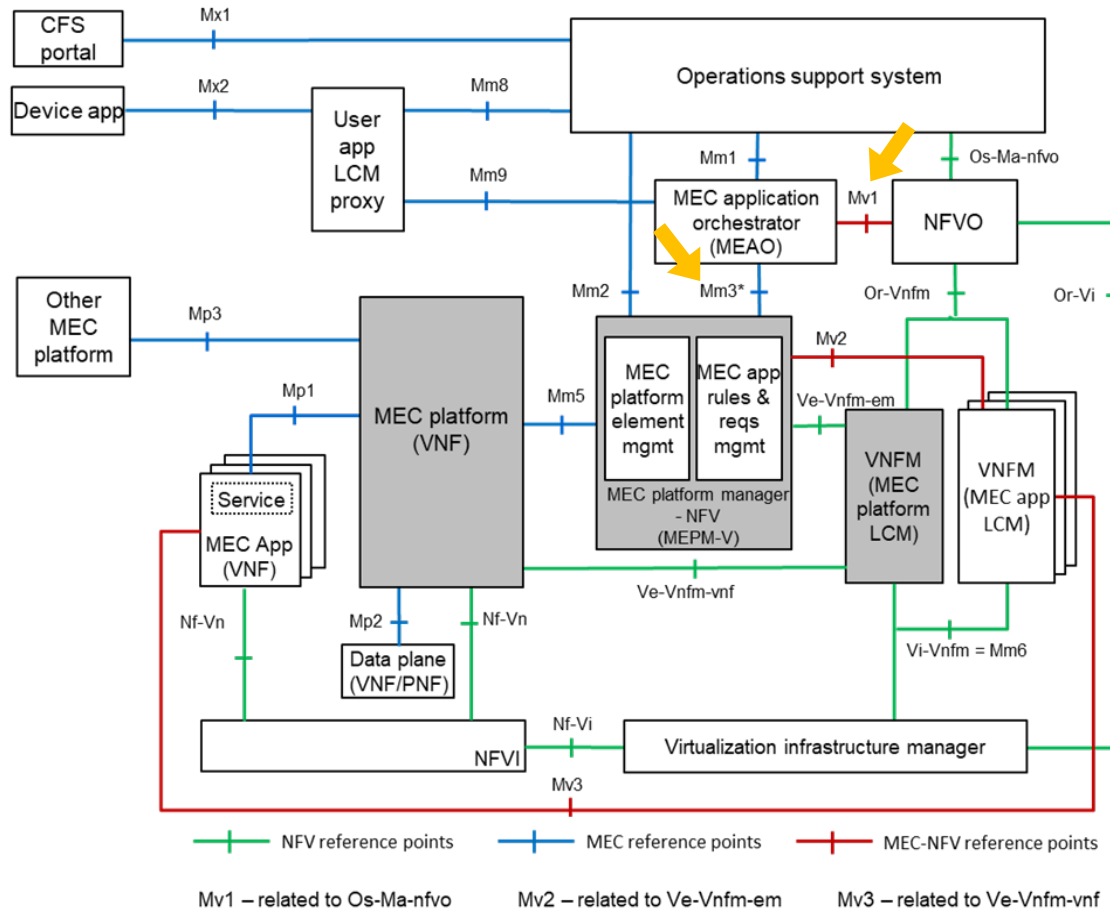 CFS
portal
Mx1
Operations support system
Device app
Mx2
User
app
LCM
proxy
Mm8
Mm9
Mm1
Os-Ma-nfvo
MEC application
orchestrator
(MEAO)
Mv1
NFVO
Other
MEC
platform
Mp3
Mm2
Mm3*
Or-Vnfm
Or-Vi
MEC platform
(VNF)
Mm5
MEC
platform
element
mgmt
MEC app
rules &
reqs
mgmt
MEC platform manager
- NFV
(MEPM-V)
Mv2
Ve-Vnfm-em
VNFM
(MEC
platform
LCM)
VNFM
(MEC app
LCM)
Mp1
Service
MEC App
(VNF)
Ve-Vnfm-vnf
Nf-Vn
Mp2
Nf-Vn
Data plane
(VNF/PNF)
Vi-Vnfm = Mm6
NFVI
Nf-Vi
Virtualization infrastructure manager
Mv3
NFV reference points
MEC reference points
MEC-NFV reference points
Mv1 – related to Os-Ma-nfvo
Mv2 – related to Ve-Vnfm-em
Mv3 – related to Ve-Vnfm-vnf